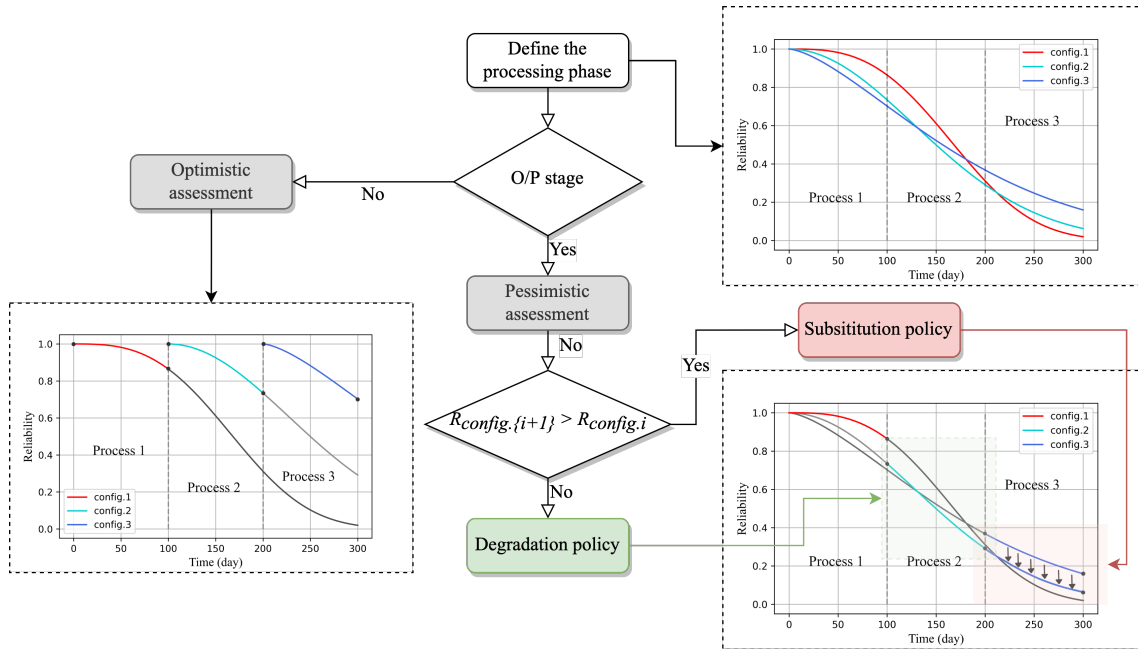 Define the
processing phase
O/P stage
No
Yes
Optimistic
assessment
Pessimistic
assessment
No
R_config.{i+1} > R_config.i
Yes
No
Subsititution policy
Degradation policy
1.0
0.8
0.6
0.4
0.2
0.0
Reliability
config.1
config.2
config.3
Process 1
Process 2
Process 3
0
50
100
150
200
250
300
Time (day)
1.0
0.8
0.6
0.4
0.2
0.0
Reliability
Process 1
Process 2
Process 3
config.1
config.2
config.3
0
50
100
150
200
250
300
Time (day)
1.0
0.8
0.6
0.4
0.2
0.0
Reliability
config.1
config.2
config.3
Process 3
Process 1
Process 2
0
50
100
150
200
250
300
Time (day)